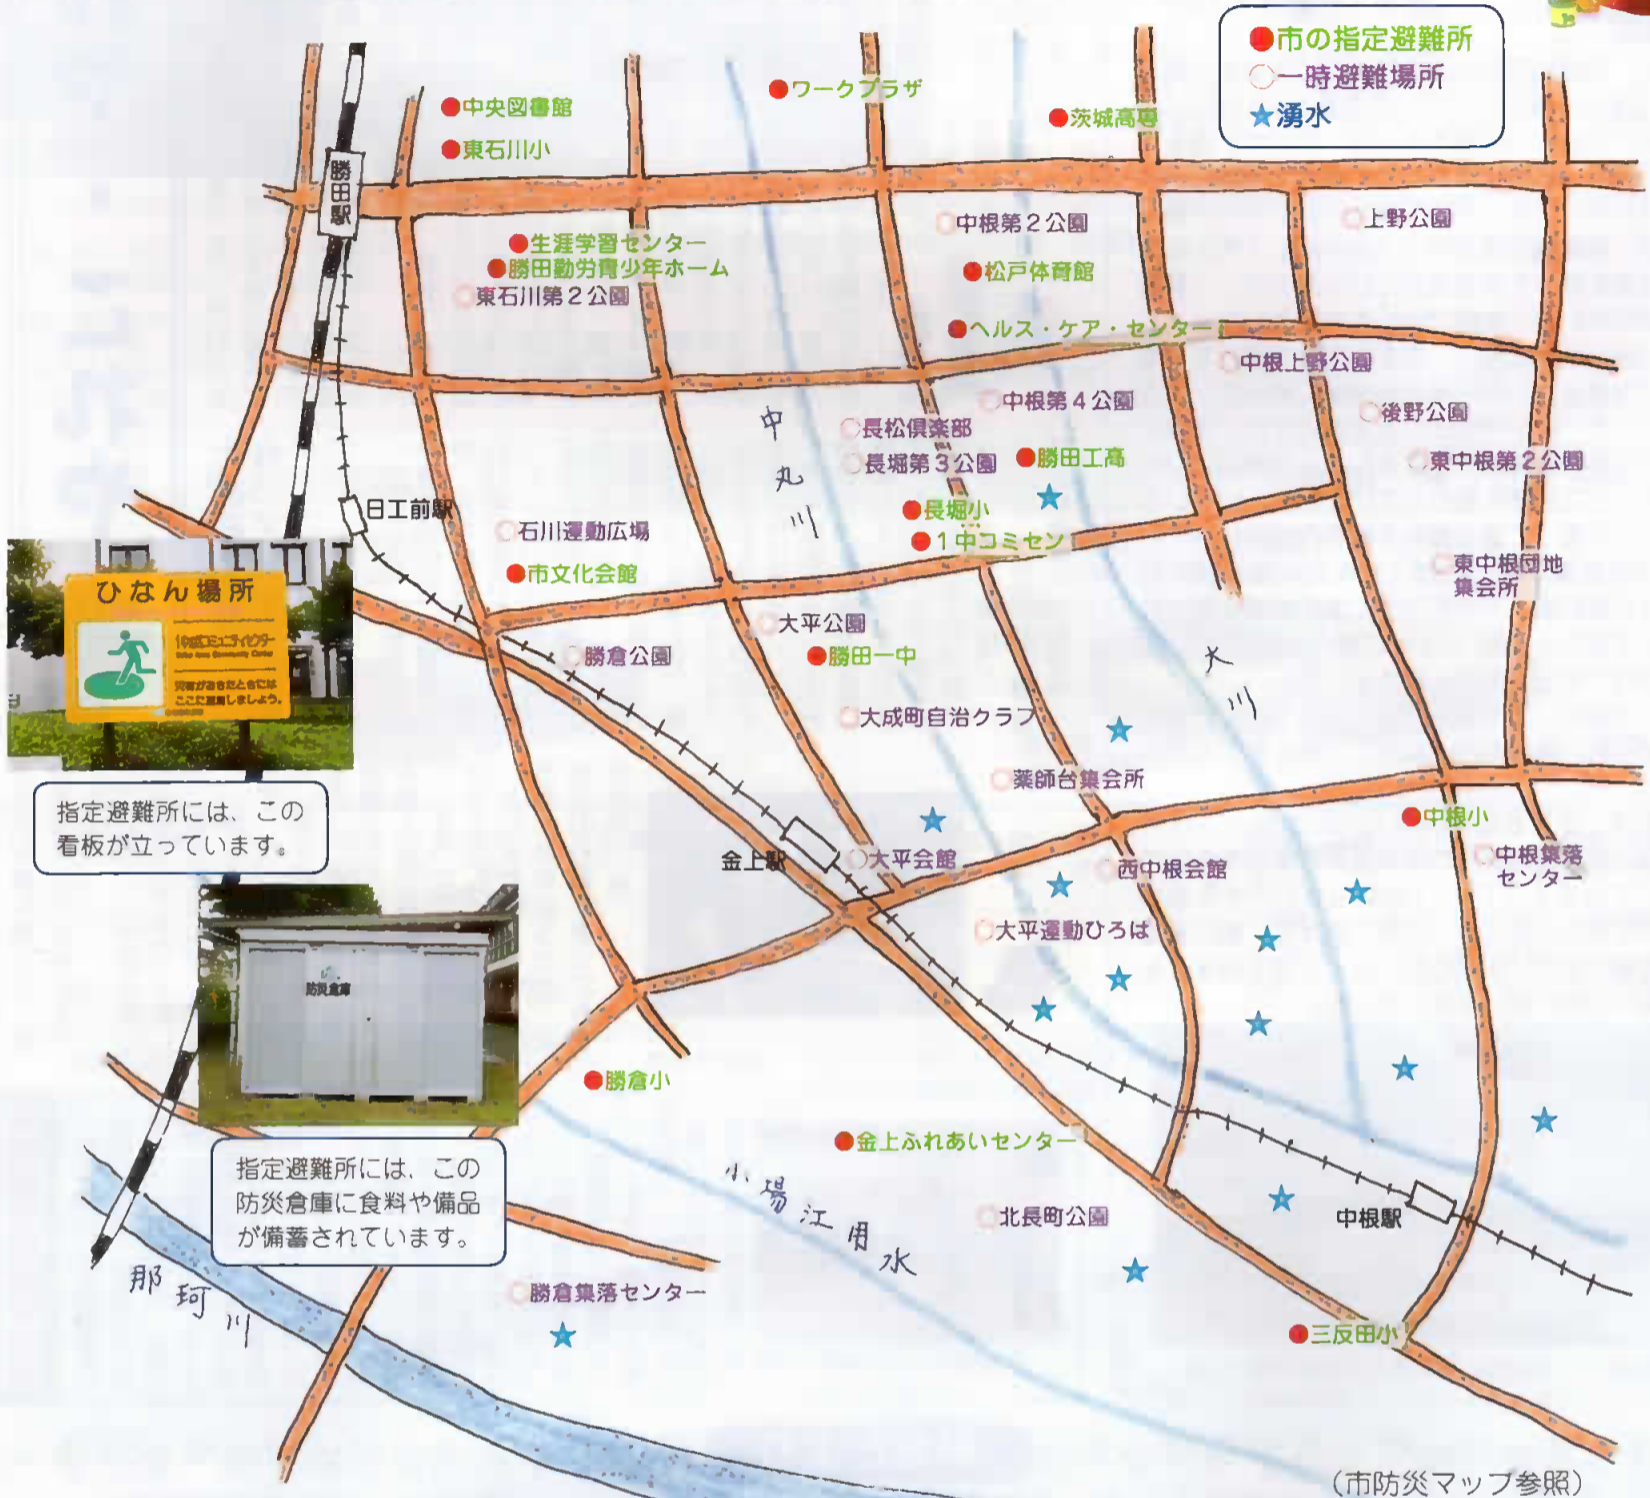 市の指定避難所
一時避難場所
湧水
中央図書館
ワークプラザ
茨城高専
東石川小
勝田駅
中根第2公園
上野公園
生涯学習センター
勝田勤労青少年ホーム
松戸体育館
東石川第2公園
ヘルス・ケア・センター
中根上野公園
中根第4公園
後野公園
中丸川
長松倶楽部
長堀第3公園
勝田工高
東中根第2公園
日工前駅
長堀小
石川運動広場
1中コミセン
市文化会館
東中根団地
集会所
ひなん場所
ここに避難しましょう。
大平公園
勝倉公園
勝田一中
大川
大成町自治クラブ
薬師台集会所
指定避難所には、この
看板が立っています。
中根小
金上駅
大平会館
西中根会館
中根集落
センター
大平運動ひろば
防災倉庫
勝倉小
金上ふれあいセンター
指定避難所には、この
防災倉庫に食料や備品
が備蓄されています。
小場江用水
北長町公園
中根駅
那珂川
勝倉集落センター
三反田小
(市防災マップ参照)